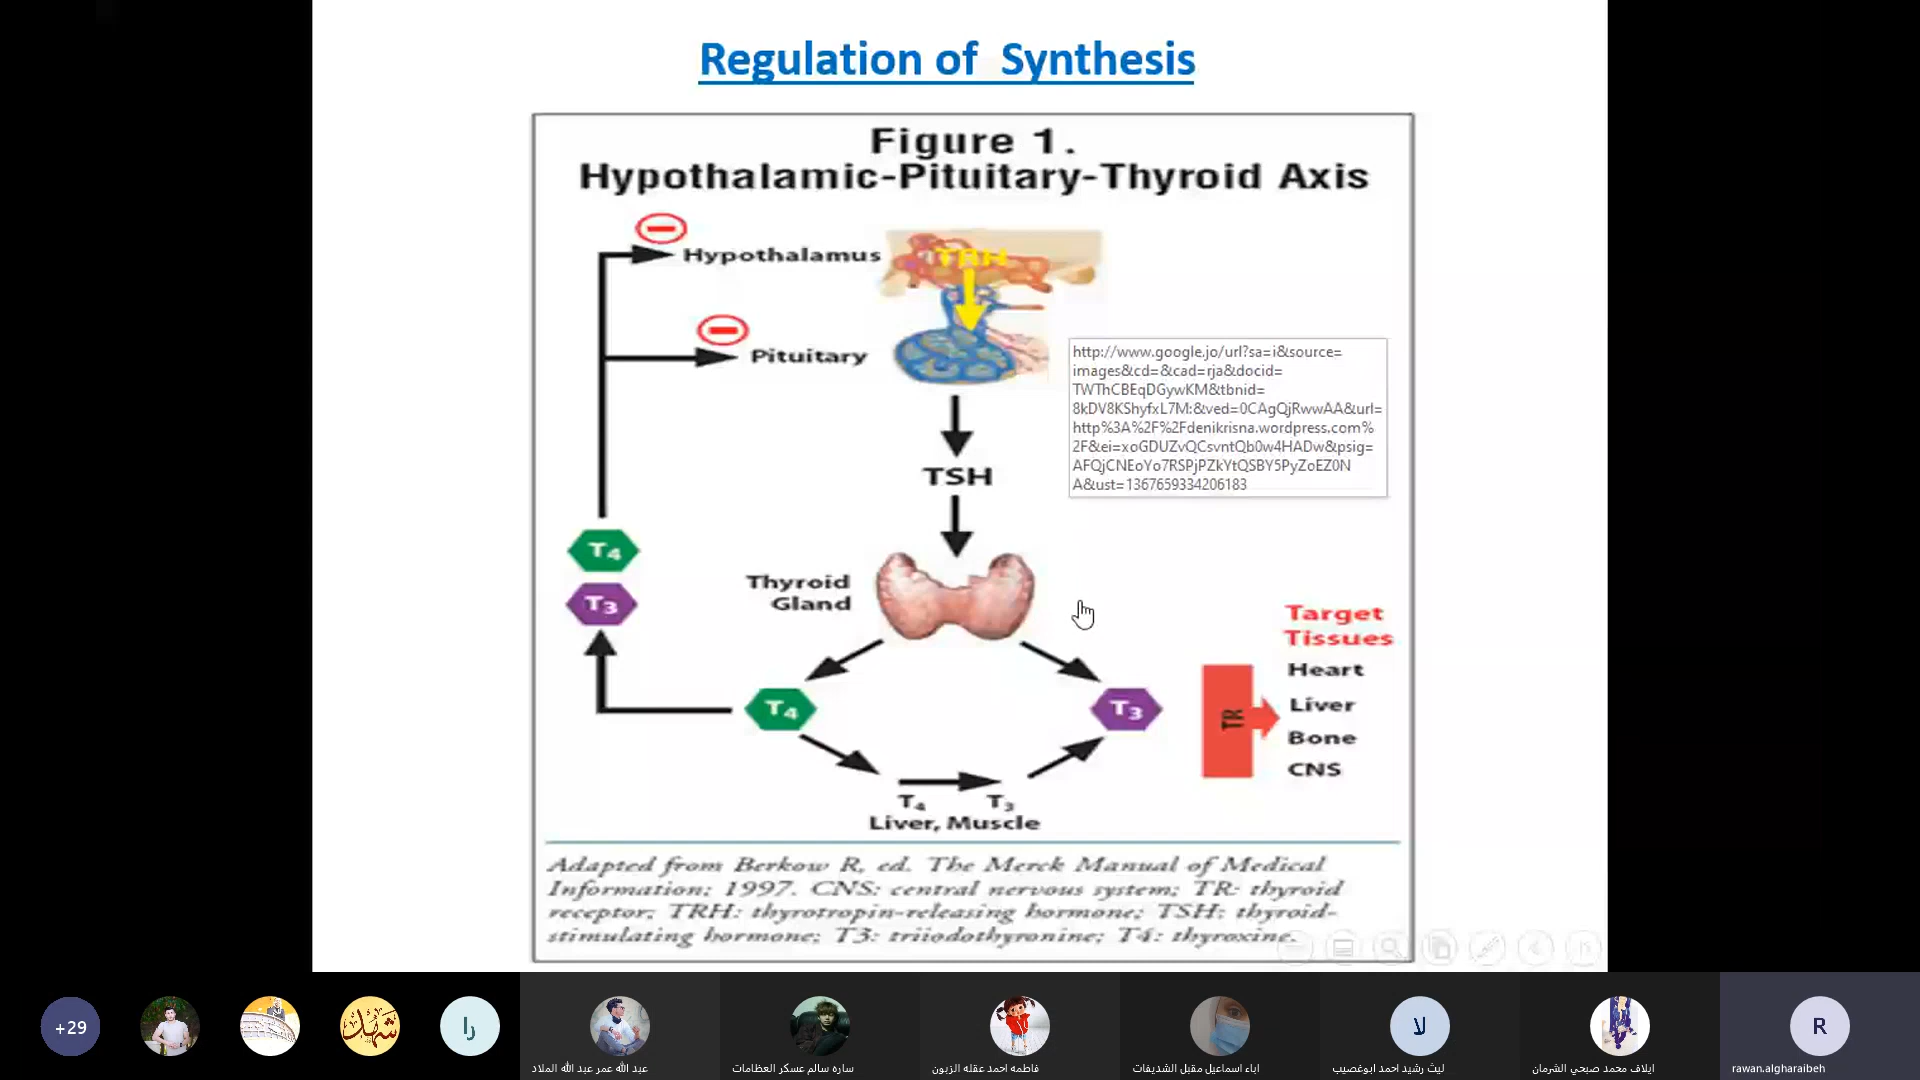 Regulation of Synthesis
Figure 1.
Hypothalamic-Pituitary-Thyroid Axis
Hypothalamus
TRH
Pituitary
http://www.google.jo/url?sa=i&source=
images&cd=&cad=rja&docid=
TWThCBEqDGywKM&tbnid=
8kDV8KShyfxL7M:&ved=0CAgQjRwwAA&url=
http%3A%2F%2Fdenikrisna.wordpress.com%
2F&ei=xoGDUZvQCsvntQb0w4HADw&psig=
AFQjCNEoYo7RSPjPZkYtQSBY5PyZoEZ0N
A&ust=1367659334206183
TSH
T4
T3
Thyroid
Gland
Target
Tissues
Heart
Liver
Bone
CNS
TR
T4
T3
T4 T3
Liver, Muscle
Adapted from Berkow R, ed. The Merck Manual of Medical
Information; 1997. CNS: central nervous system; TR: thyroid
receptor; TRH: thyrotropin-releasing hormone; TSH: thyroid-
stimulating hormone; T3: triiodothyronine; T4: thyroxine.
+29
شهد
را
عبد الله عمر عبد الله الملاد
ساره سالم عسكر العظامات
فاطمه احمد عقله الزبون
اباء اسماعيل مقبل الشديفات
لا
ليث رشيد احمد ابوغصيب
ايلاف محمد صبحي الشرمان
R
rawan.algharaibeh